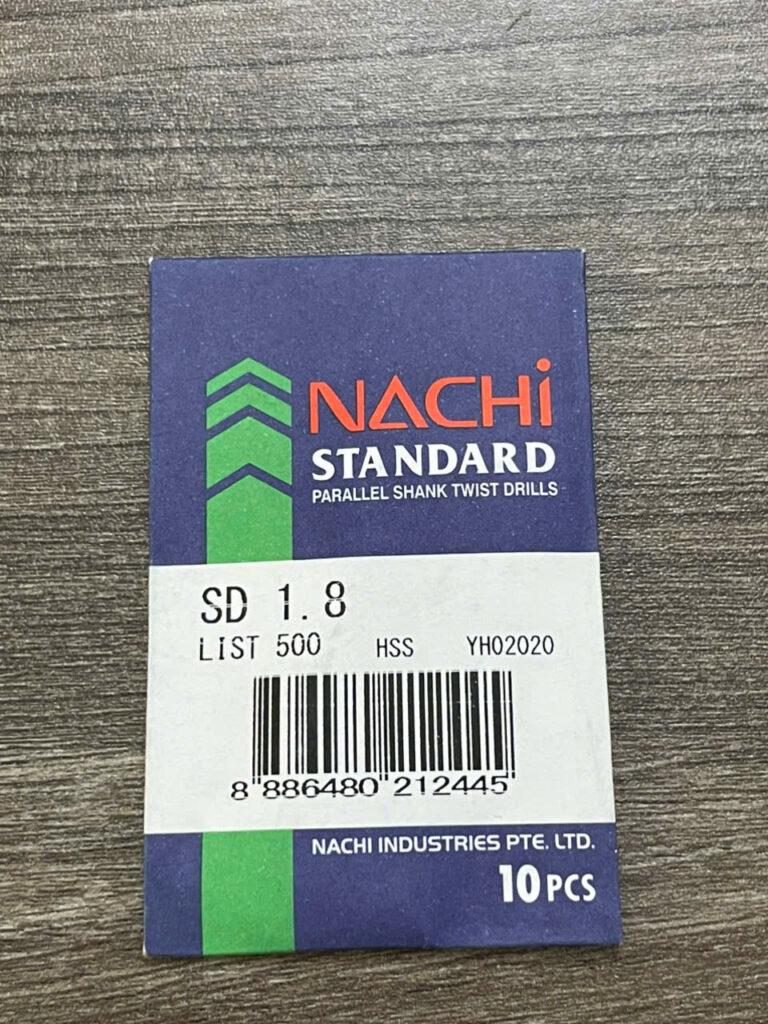 NACHi
STANDARD
PARALLEL SHANK TWIST DRILLS
SD 1.8
LIST 500 HSS YH02020
8"886480"212445"
NACHI INDUSTRIES PTE. LTD.
10 PCS